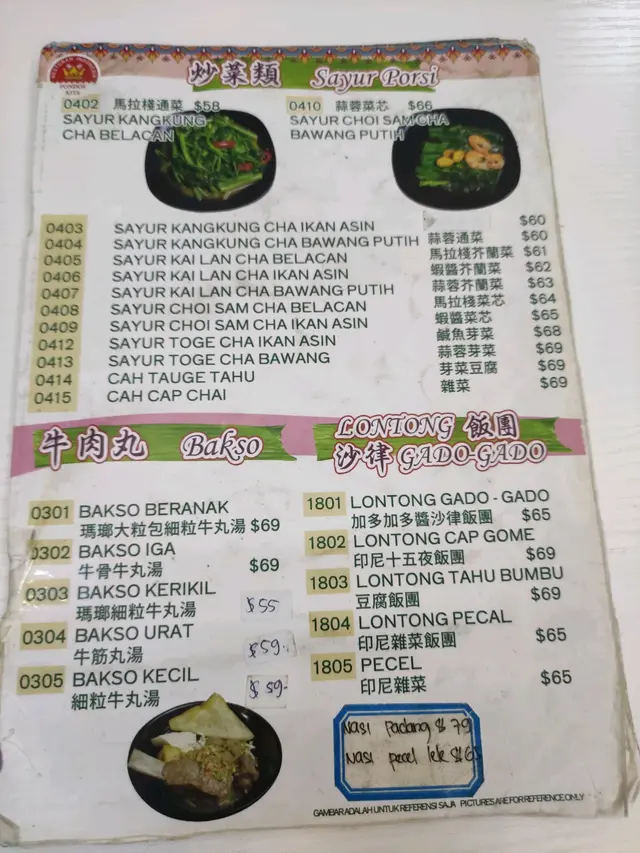 PONDOK
KITA
炒菜類 Sayur Porsi
0402 馬拉棧通菜 $58
SAYUR KANGKUNG
CHA BELACAN
0410 蒜蓉菜芯 $66
SAYUR CHOI SAM CHA
BAWANG PUTIH
0403 SAYUR KANGKUNG CHA IKAN ASIN $60
0404 SAYUR KANGKUNG CHA BAWANG PUTIH 蒜蓉通菜 $60
0405 SAYUR KAI LAN CHA BELACAN 馬拉棧芥蘭菜 $61
0406 SAYUR KAI LAN CHA IKAN ASIN 蝦醬芥蘭菜 $62
0407 SAYUR KAI LAN CHA BAWANG PUTIH 蒜蓉芥蘭菜 $63
0408 SAYUR CHOI SAM CHA BELACAN 馬拉棧菜芯 $64
0409 SAYUR CHOI SAM CHA IKAN ASIN 蝦醬菜芯 $65
0412 SAYUR TOGE CHA IKAN ASIN 鹹魚芽菜 $68
0413 SAYUR TOGE CHA BAWANG 蒜蓉芽菜 $69
0414 CAH TAUGE TAHU 芽菜豆腐 $69
0415 CAH CAP CHAI 雜菜 $69
牛肉丸 Bakso
0301 BAKSO BERANAK
瑪瑯大粒包細粒牛丸湯 $69
0302 BAKSO IGA
牛骨牛丸湯 $69
0303 BAKSO KERIKIL
瑪瑯細粒牛丸湯 $55
0304 BAKSO URAT
牛筋丸湯 $59.-
0305 BAKSO KECIL
細粒牛丸湯 $59-
LONTONG 飯團
沙律 GADO-GADO
1801 LONTONG GADO - GADO
加多加多醬沙律飯團 $65
1802 LONTONG CAP GOME
印尼十五夜飯團 $69
1803 LONTONG TAHU BUMBU
豆腐飯團 $69
1804 LONTONG PECAL
印尼雜菜飯團 $65
1805 PECEL
印尼雜菜 $65
Nasi Padang $79
Nasi pecel lele
GAMBAR ADALAH UNTUK REFERENSI SAJA PICTURES ARE FOR REFERENCE ONLY